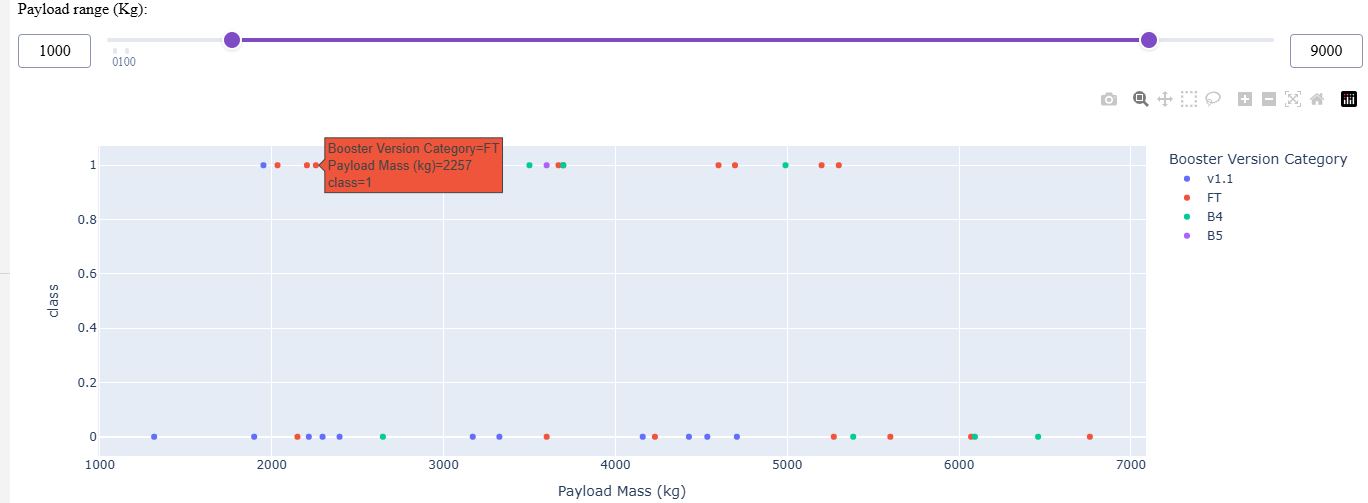 Payload range (Kg):
1000
0100
9000
Booster Version Category=FT
Payload Mass (kg)=2257
class=1
Booster Version Category
v1.1
FT
B4
B5
1
0.8
0.6
0.4
0.2
0
class
1000 2000 3000 4000 5000 6000 7000
Payload Mass (kg)